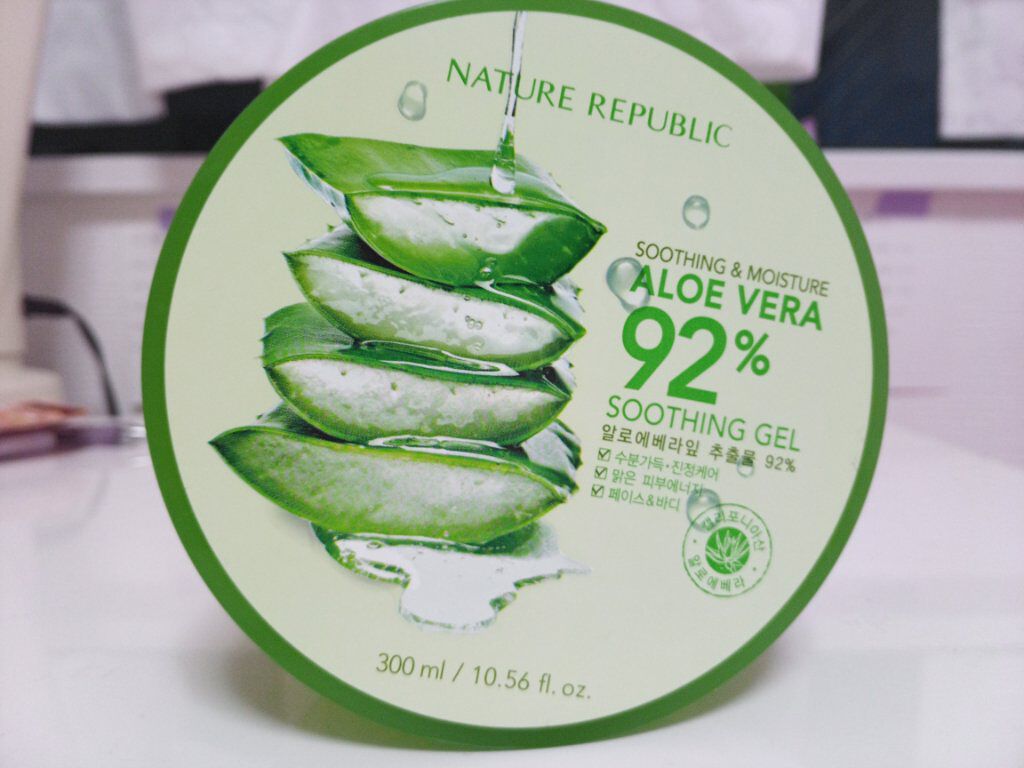 NATURE REPUBLIC
SOOTHING & MOISTURE
ALOE VERA
92%
SOOTHING GEL
알로에베라잎 추출물 92%
수분가득·진정케어
맑은 피부에너지
페이스&바디
캘리포니아산
알로에베라
300 ml / 10.56 fl. oz.